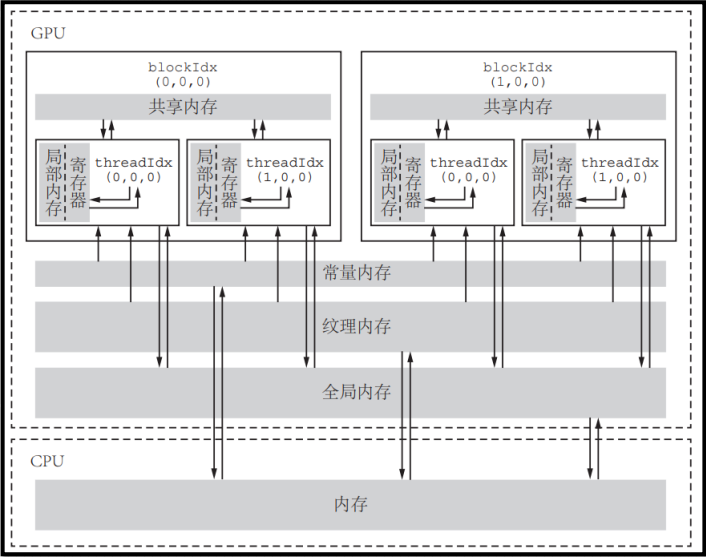 GPU
blockIdx
(0,0,0)
共享内存
局部内存
寄存器
threadIdx
(0,0,0)
局部内存
寄存器
threadIdx
(1,0,0)
blockIdx
(1,0,0)
共享内存
局部内存
寄存器
threadIdx
(0,0,0)
局部内存
寄存器
threadIdx
(1,0,0)
常量内存
纹理内存
全局内存
CPU
内存